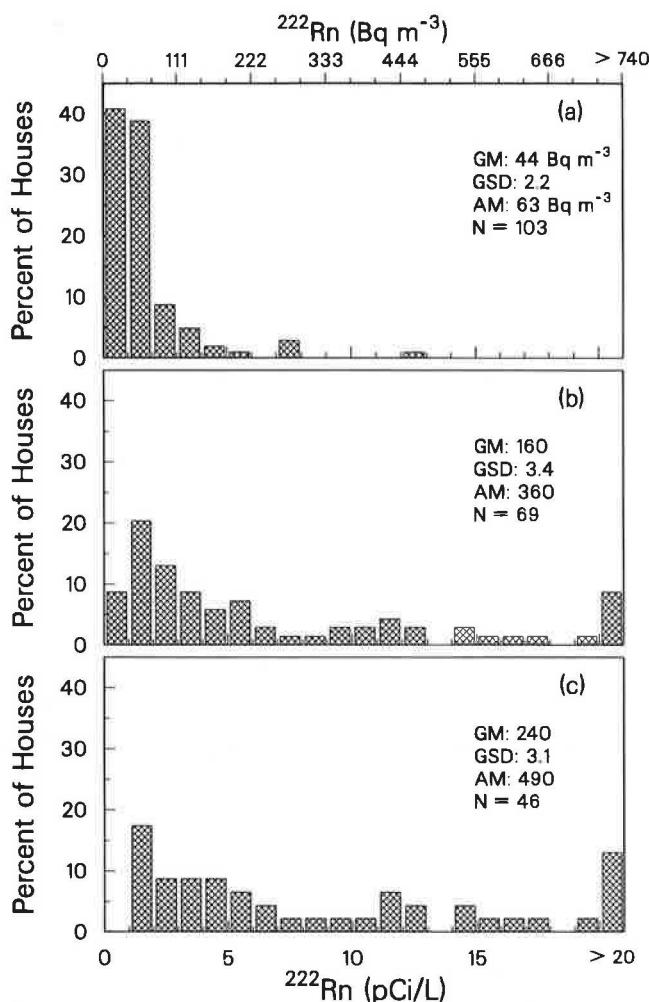 ²²²Rn (Bq m⁻³)
0 111 222 333 444 555 666 > 740
Percent of Houses
40
30
20
10
0
(a)
GM: 44 Bq m⁻³
GSD: 2.2
AM: 63 Bq m⁻³
N = 103
Percent of Houses
40
30
20
10
0
(b)
GM: 160
GSD: 3.4
AM: 360
N = 69
Percent of Houses
40
30
20
10
0
(c)
GM: 240
GSD: 3.1
AM: 490
N = 46
0 5 10 15 > 20
²²²Rn (pCi/L)